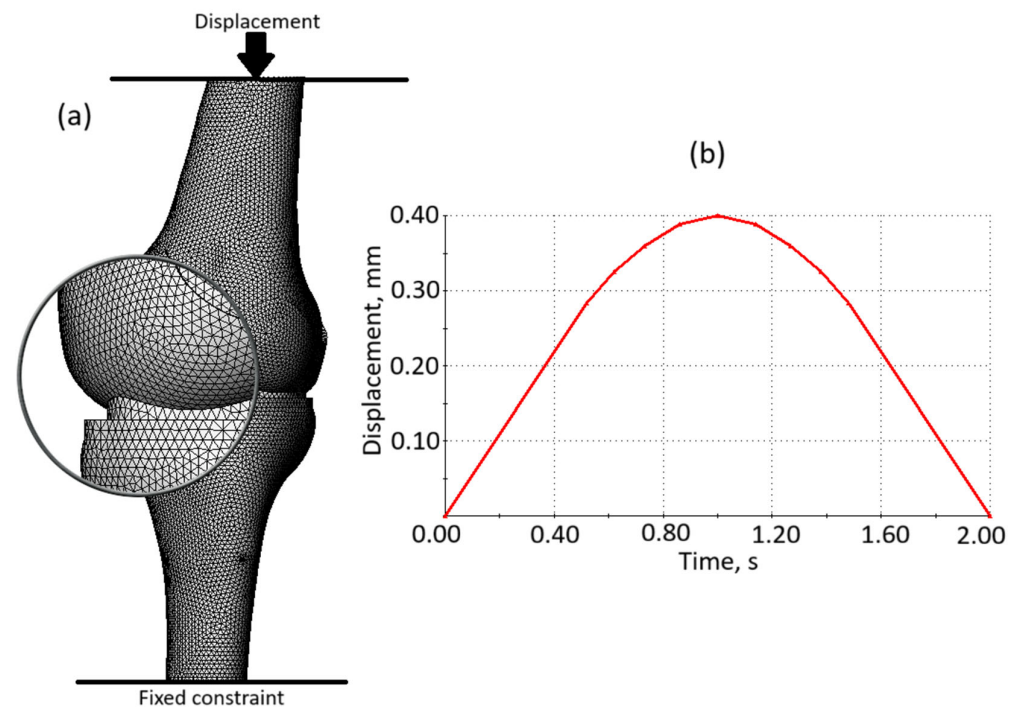 Displacement
(a)
Fixed constraint
(b)
Displacement, mm
0.40
0.30
0.20
0.10
0.00 0.40 0.80 1.20 1.60 2.00
Time, s